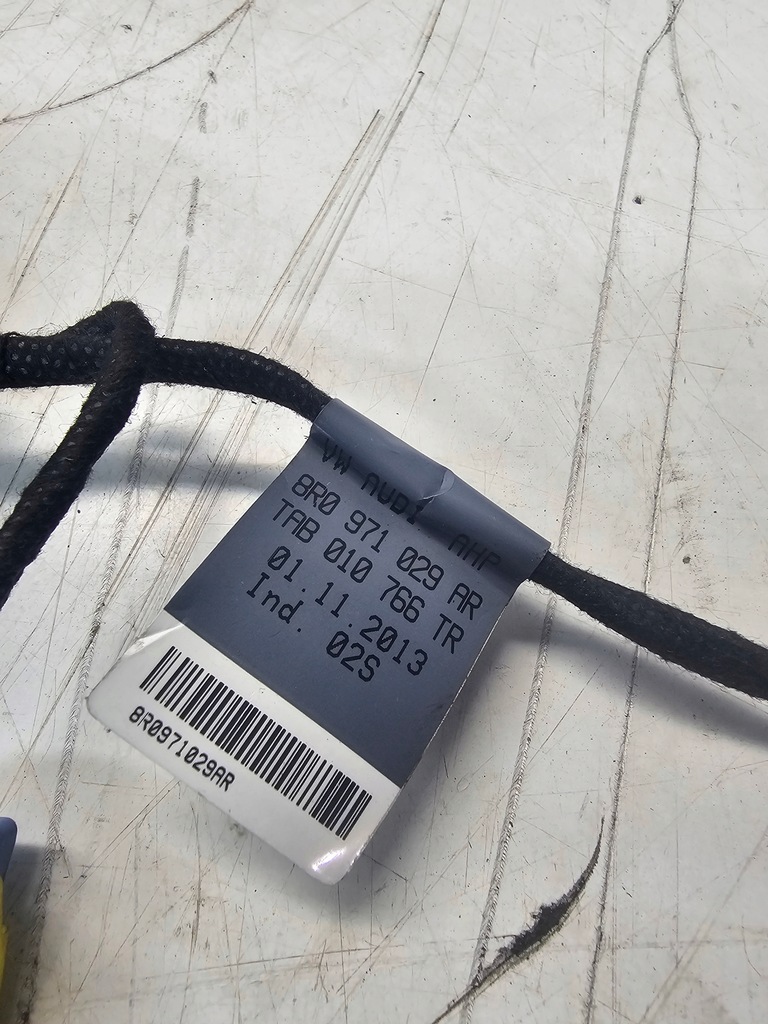 VW AUDI AHP
8R0 971 029 AR
TAB 010 766 TR
01.11.2013
Ind. 02S
8R0971029AR